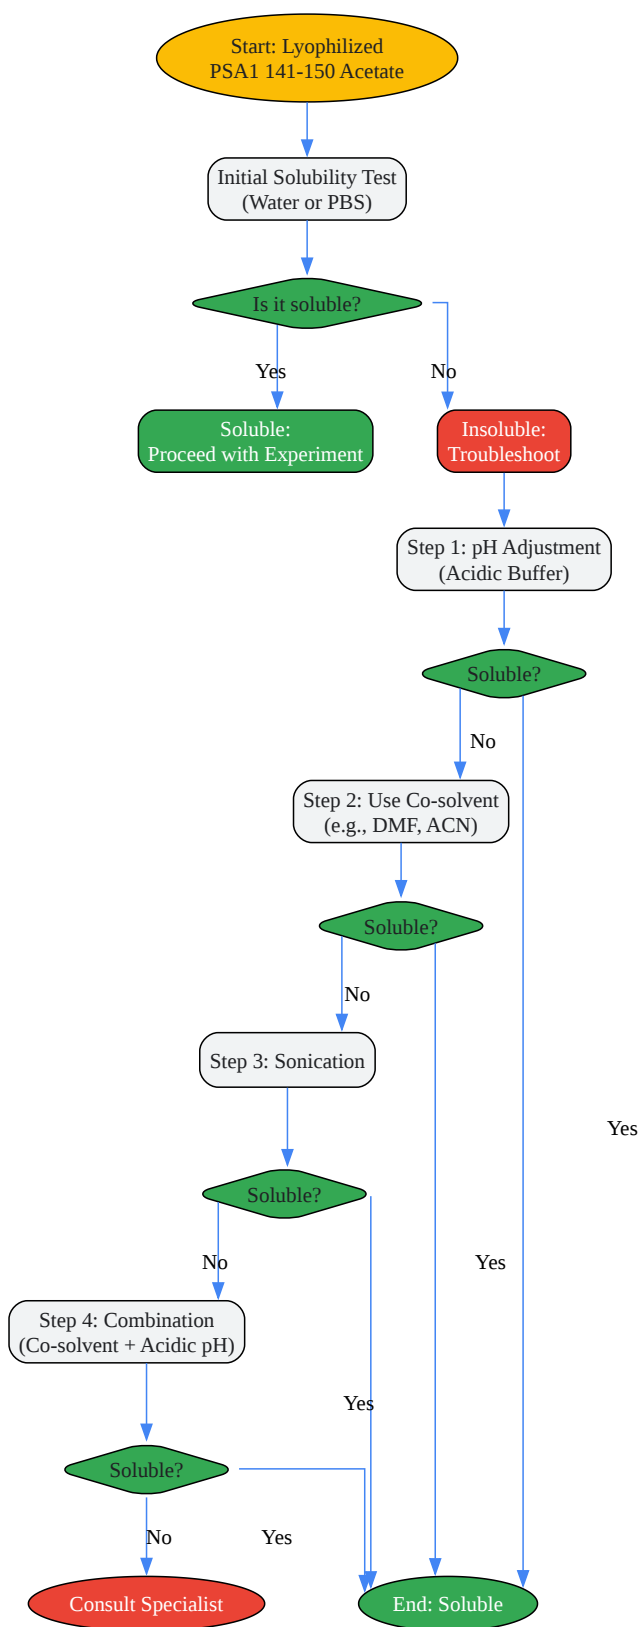 Start: Lyophilized
PSA1 141-150 Acetate
Initial Solubility Test
(Water or PBS)
Is it soluble?
Yes
No
Soluble:
Proceed with Experiment
Insoluble:
Troubleshoot
Step 1: pH Adjustment
(Acidic Buffer)
Soluble?
No
Step 2: Use Co-solvent
(e.g., DMF, ACN)
Soluble?
No
Step 3: Sonication
Yes
Soluble?
No
Yes
Step 4: Combination
(Co-solvent + Acidic pH)
Yes
Soluble?
No
Yes
Consult Specialist
End: Soluble